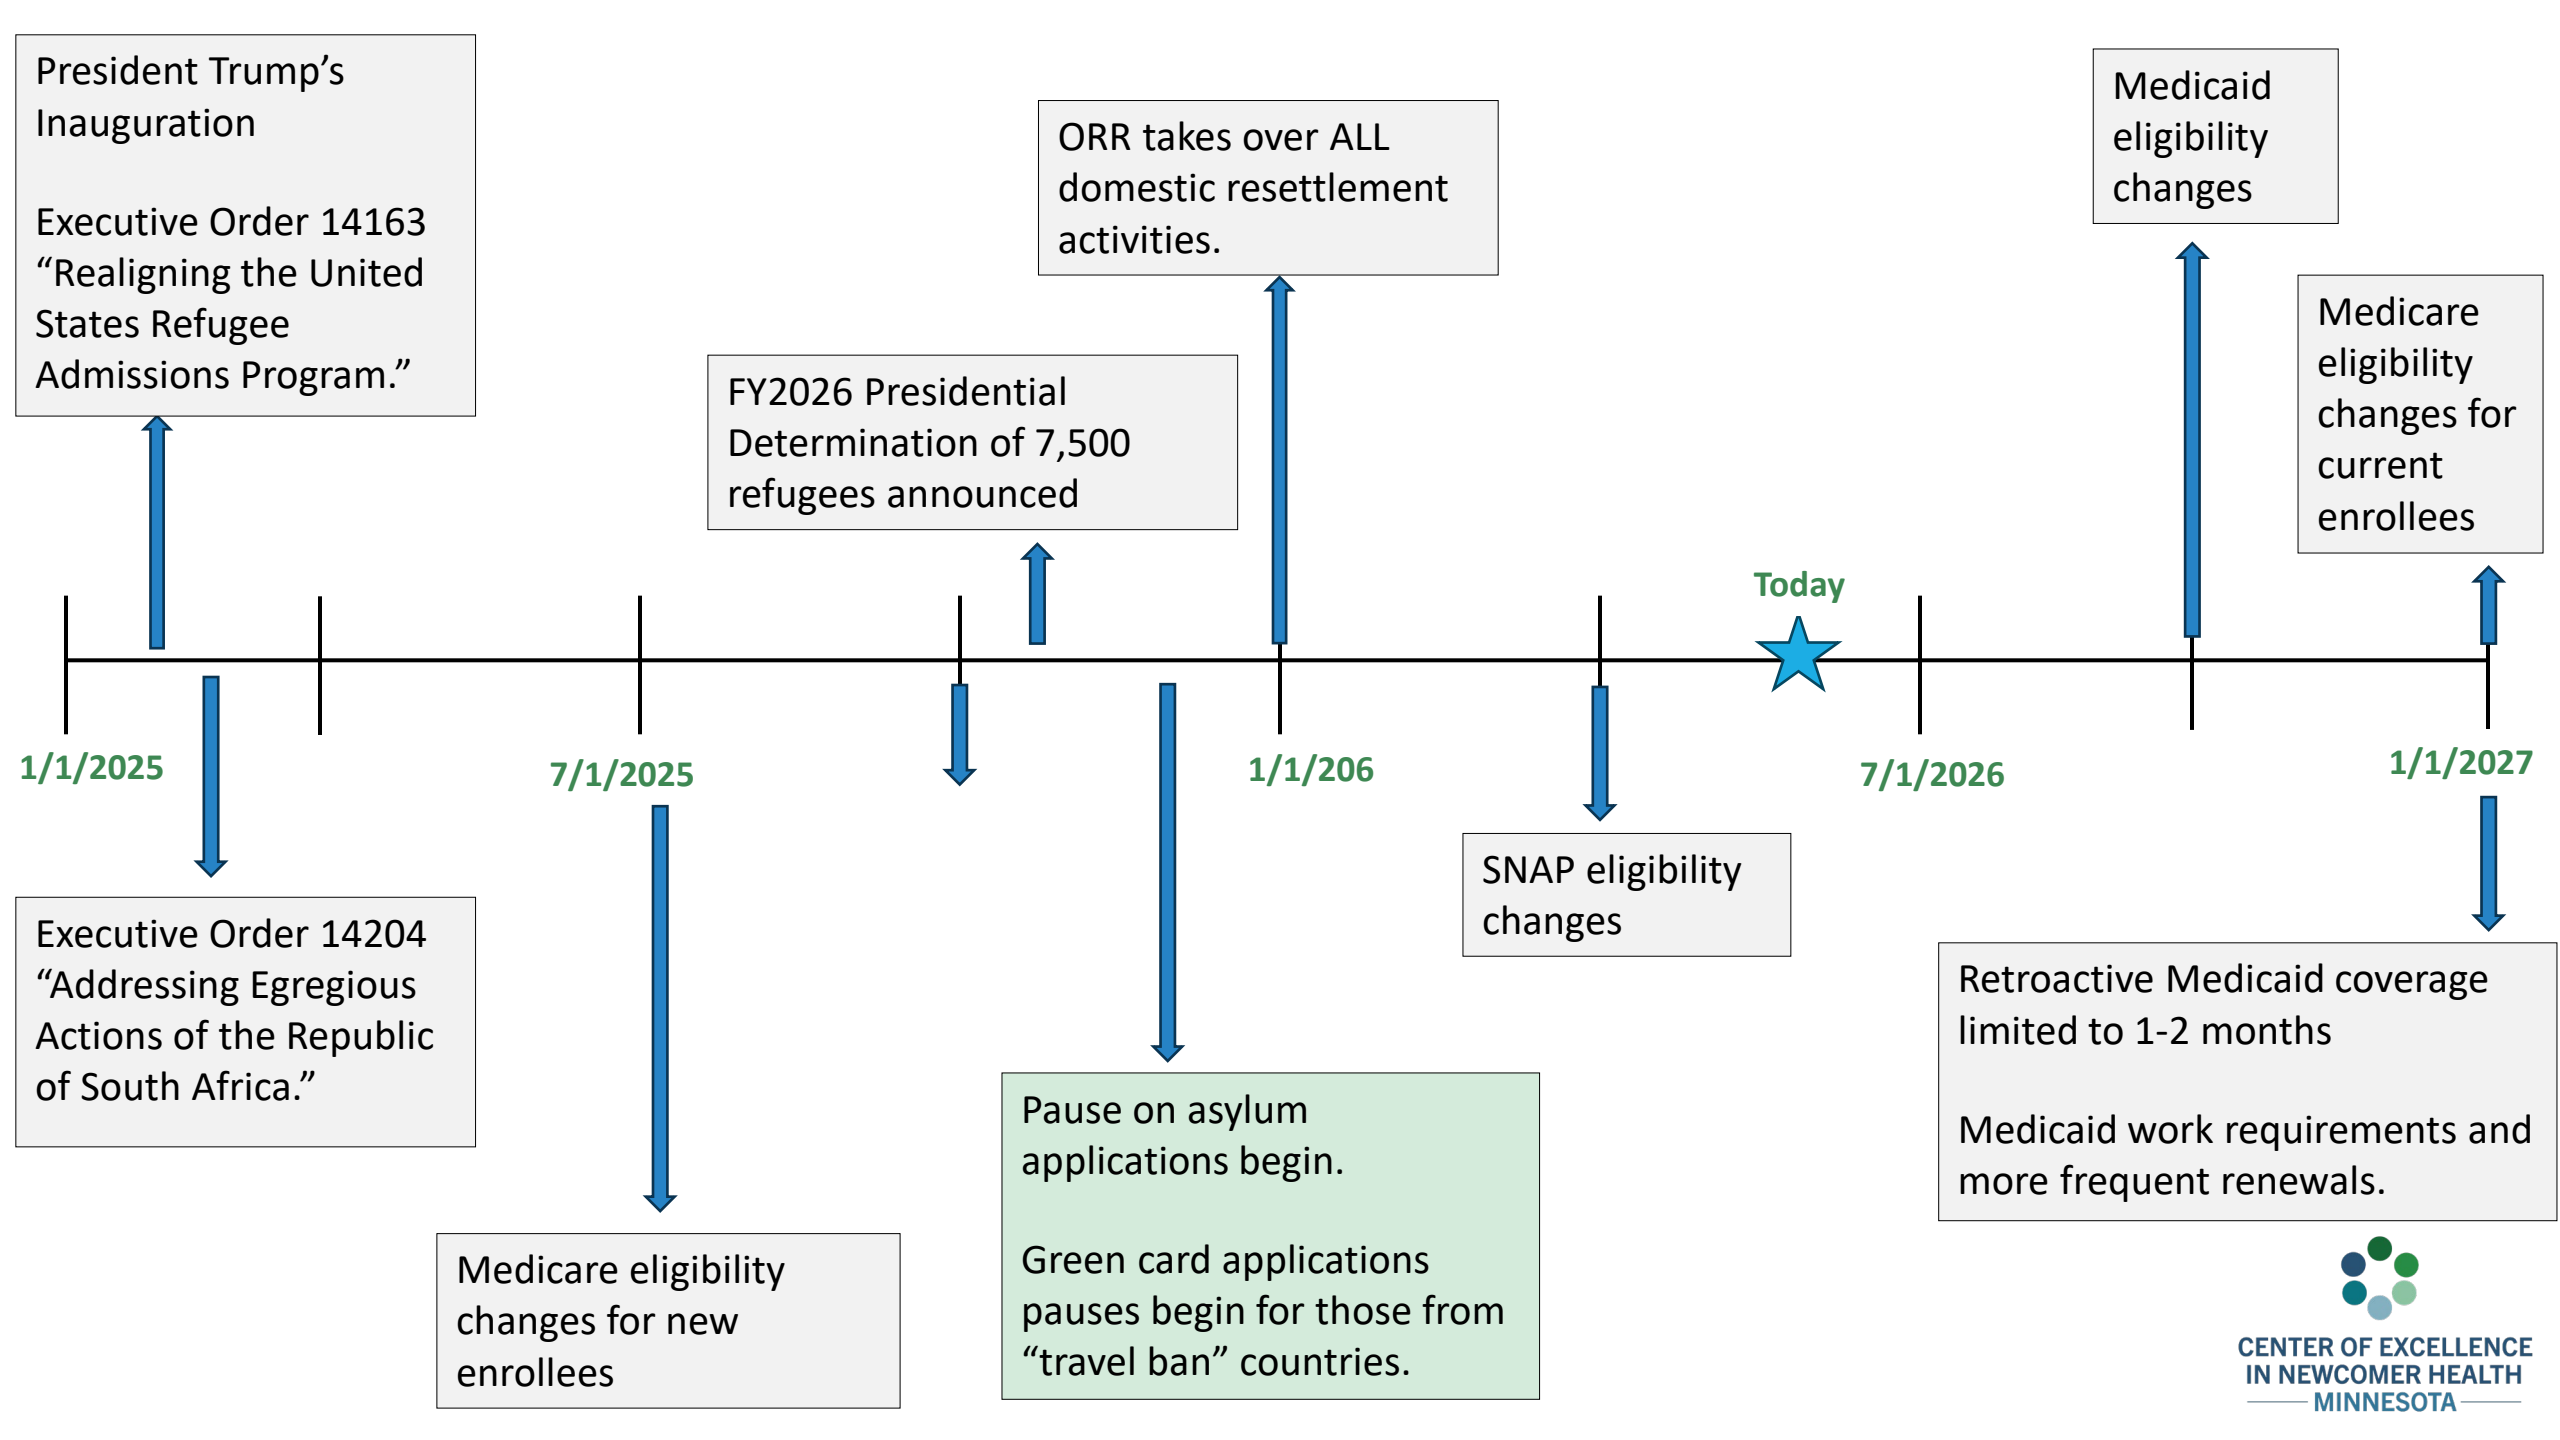 President Trump’s
Inauguration
Executive Order 14163
“Realigning the United
States Refugee
Admissions Program.”
FY2026 Presidential
Determination of 7,500
refugees announced
ORR takes over ALL
domestic resettlement
activities.
Medicaid
eligibility
changes
Medicare
eligibility
changes for
current
enrollees
Today
1/1/2025
7/1/2025
1/1/206
7/1/2026
1/1/2027
Executive Order 14204
“Addressing Egregious
Actions of the Republic
of South Africa.”
Medicare eligibility
changes for new
enrollees
Pause on asylum
applications begin.
Green card applications
pauses begin for those from
“travel ban” countries.
SNAP eligibility
changes
Retroactive Medicaid coverage
limited to 1-2 months
Medicaid work requirements and
more frequent renewals.
CENTER OF EXCELLENCE
IN NEWCOMER HEALTH
MINNESOTA